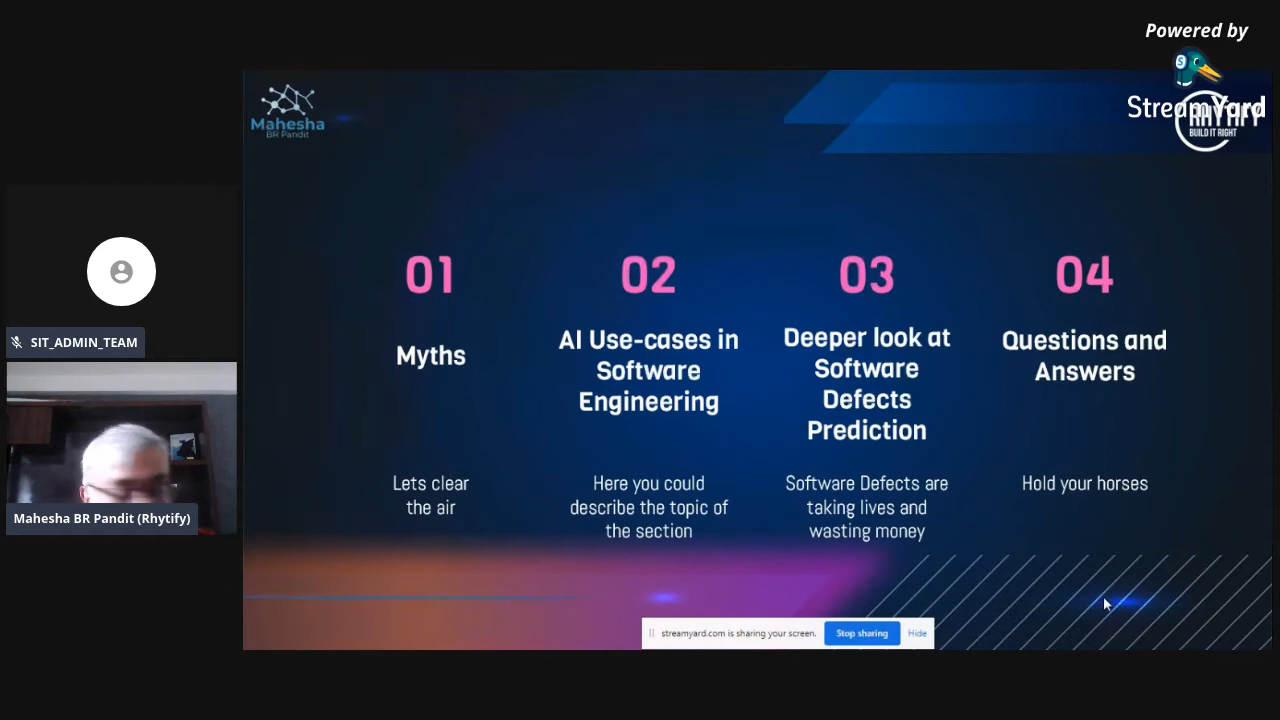 Powered by
StreamYard
Mahesha
BR Pandit
RHYTIFY
BUILD IT RIGHT
01
Myths
Lets clear
the air
02
AI Use-cases in
Software
Engineering
Here you could
describe the topic of
the section
03
Deeper look at
Software
Defects
Prediction
Software Defects are
taking lives and
wasting money
04
Questions and
Answers
Hold your horses
SIT_ADMIN_TEAM
Mahesha BR Pandit (Rhytify)
streamyard.com is sharing your screen.
Stop sharing
Hide